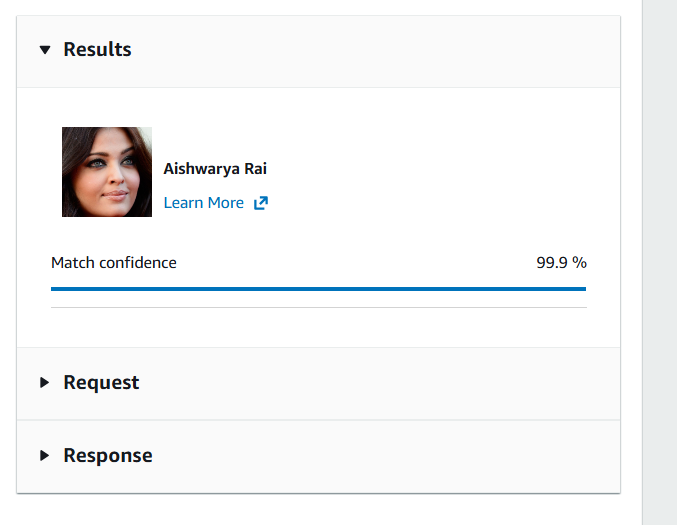 Results
Aishwarya Rai
Learn More
Match confidence 99.9 %
Request
Response